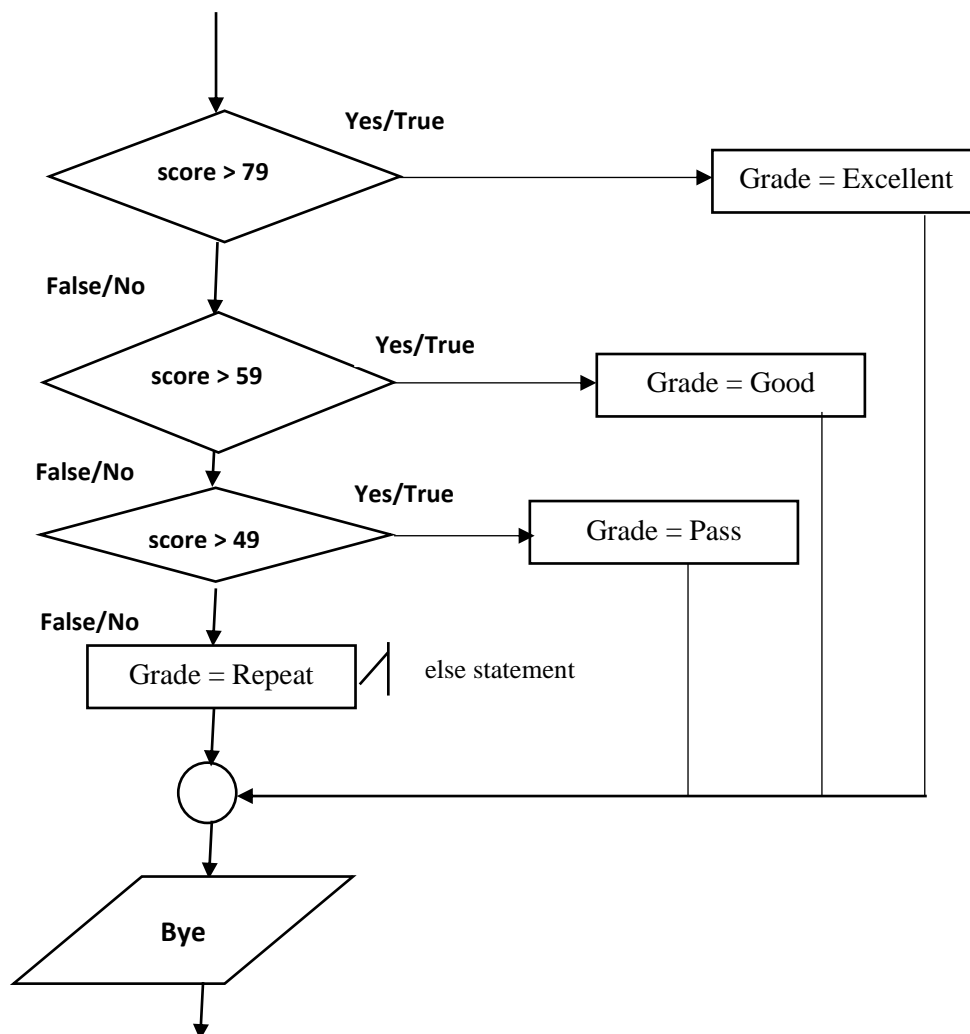 Yes/True
score > 79
Grade = Excellent
False/No
Yes/True
score > 59
Grade = Good
False/No
Yes/True
score > 49
Grade = Pass
False/No
Grade = Repeat
else statement
Bye